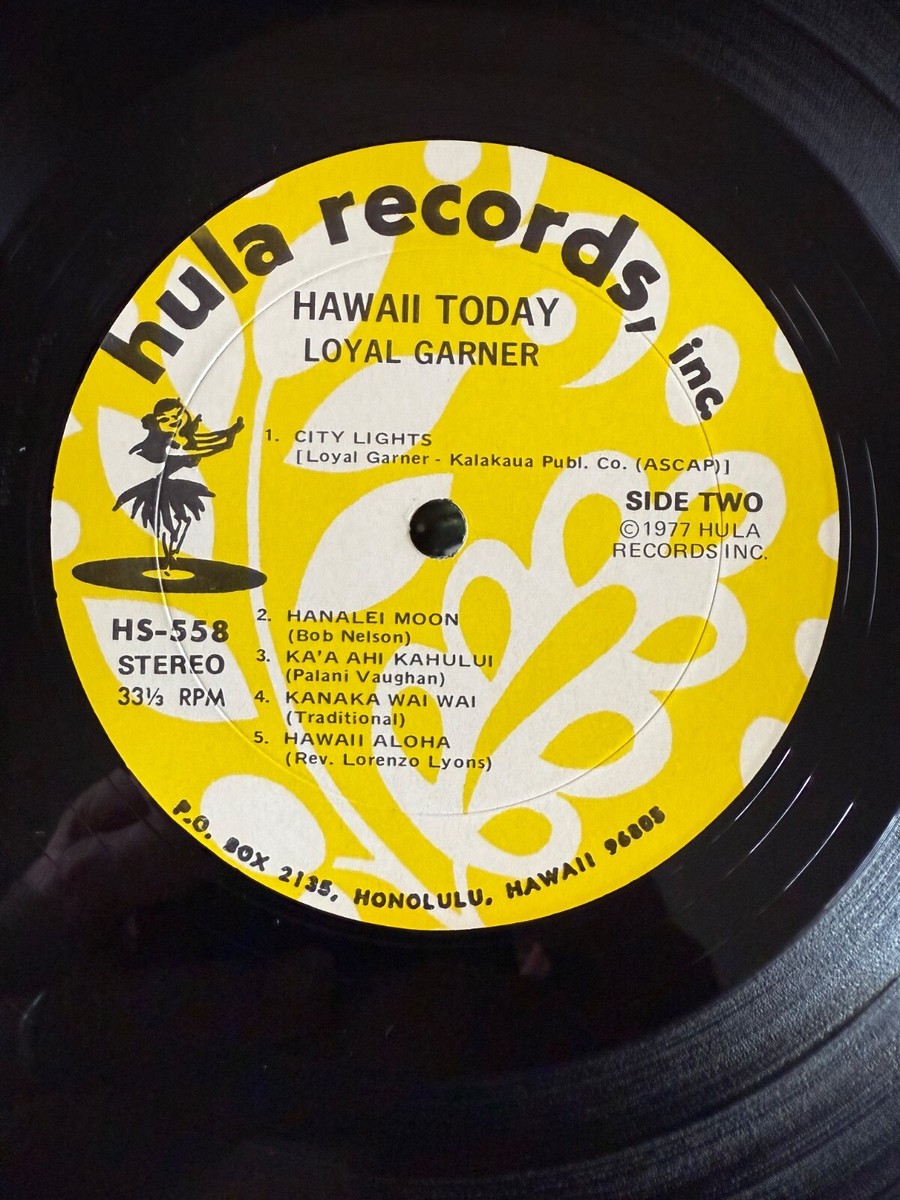 hula records, inc.
HAWAII TODAY
LOYAL GARNER
1. CITY LIGHTS
[Loyal Garner - Kalakaua Publ. Co. (ASCAP)]
SIDE TWO
©1977 HULA
RECORDS INC.
HS-558
STEREO
33⅓ RPM
2. HANALEI MOON
(Bob Nelson)
3. KA'A AHI KAHULUI
(Palani Vaughan)
4. KANAKA WAI WAI
(Traditional)
5. HAWAII ALOHA
(Rev. Lorenzo Lyons)
P.O. BOX 2135, HONOLULU, HAWAII 96805